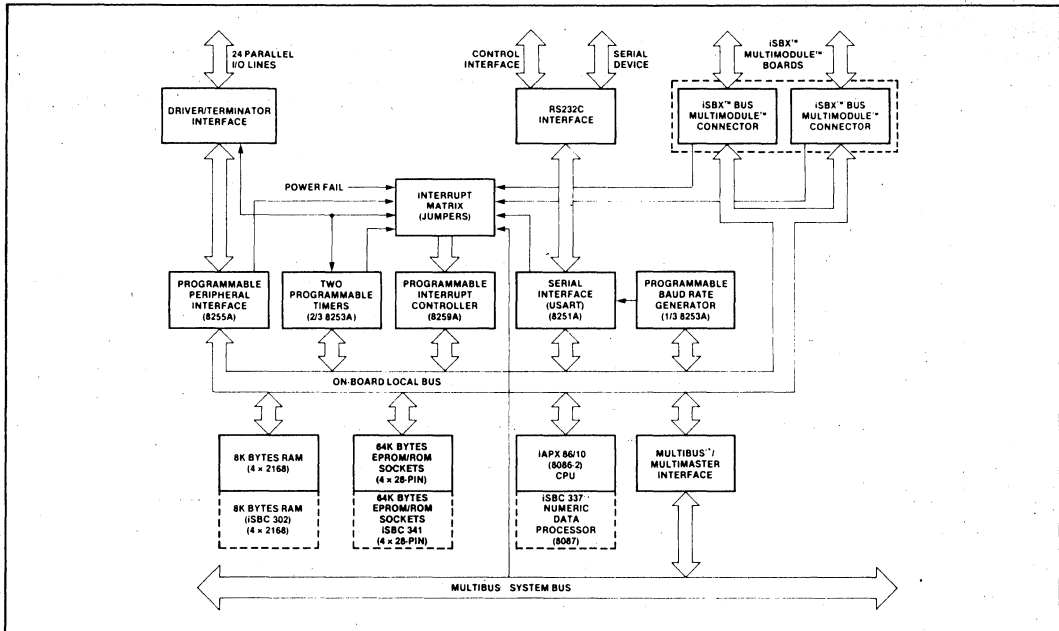 24 PARALLEL
I/O LINES
CONTROL
INTERFACE
SERIAL
DEVICE
iSBX™
MULTIMODULE™
BOARDS
DRIVER/TERMINATOR
INTERFACE
RS232C
INTERFACE
iSBX™ BUS
MULTIMODULE™
CONNECTOR
iSBX™ BUS
MULTIMODULE™
CONNECTOR
POWER FAIL
INTERRUPT
MATRIX
(JUMPERS)
PROGRAMMABLE
PERIPHERAL
INTERFACE
(8255A)
TWO
PROGRAMMABLE
TIMERS
(2/3 8253A)
PROGRAMMABLE
INTERRUPT
CONTROLLER
(8259A)
SERIAL
INTERFACE
(USART)
(8251A)
PROGRAMMABLE
BAUD RATE
GENERATOR
(1/3 8253A)
ON-BOARD LOCAL BUS
8K BYTES RAM
(4 × 2168)
64K BYTES
EPROM/ROM
SOCKETS
(4 × 28-PIN)
iAPX 86/10
(8086-2)
CPU
MULTIBUS™/
MULTIMASTER
INTERFACE
8K BYTES RAM
(iSBC 302)
(4 × 2168)
64K BYTES
EPROM/ROM
SOCKETS
iSBC 341
(4 × 28-PIN)
iSBC 337™
NUMERIC
DATA
PROCESSOR
(8087)
MULTIBUS SYSTEM BUS